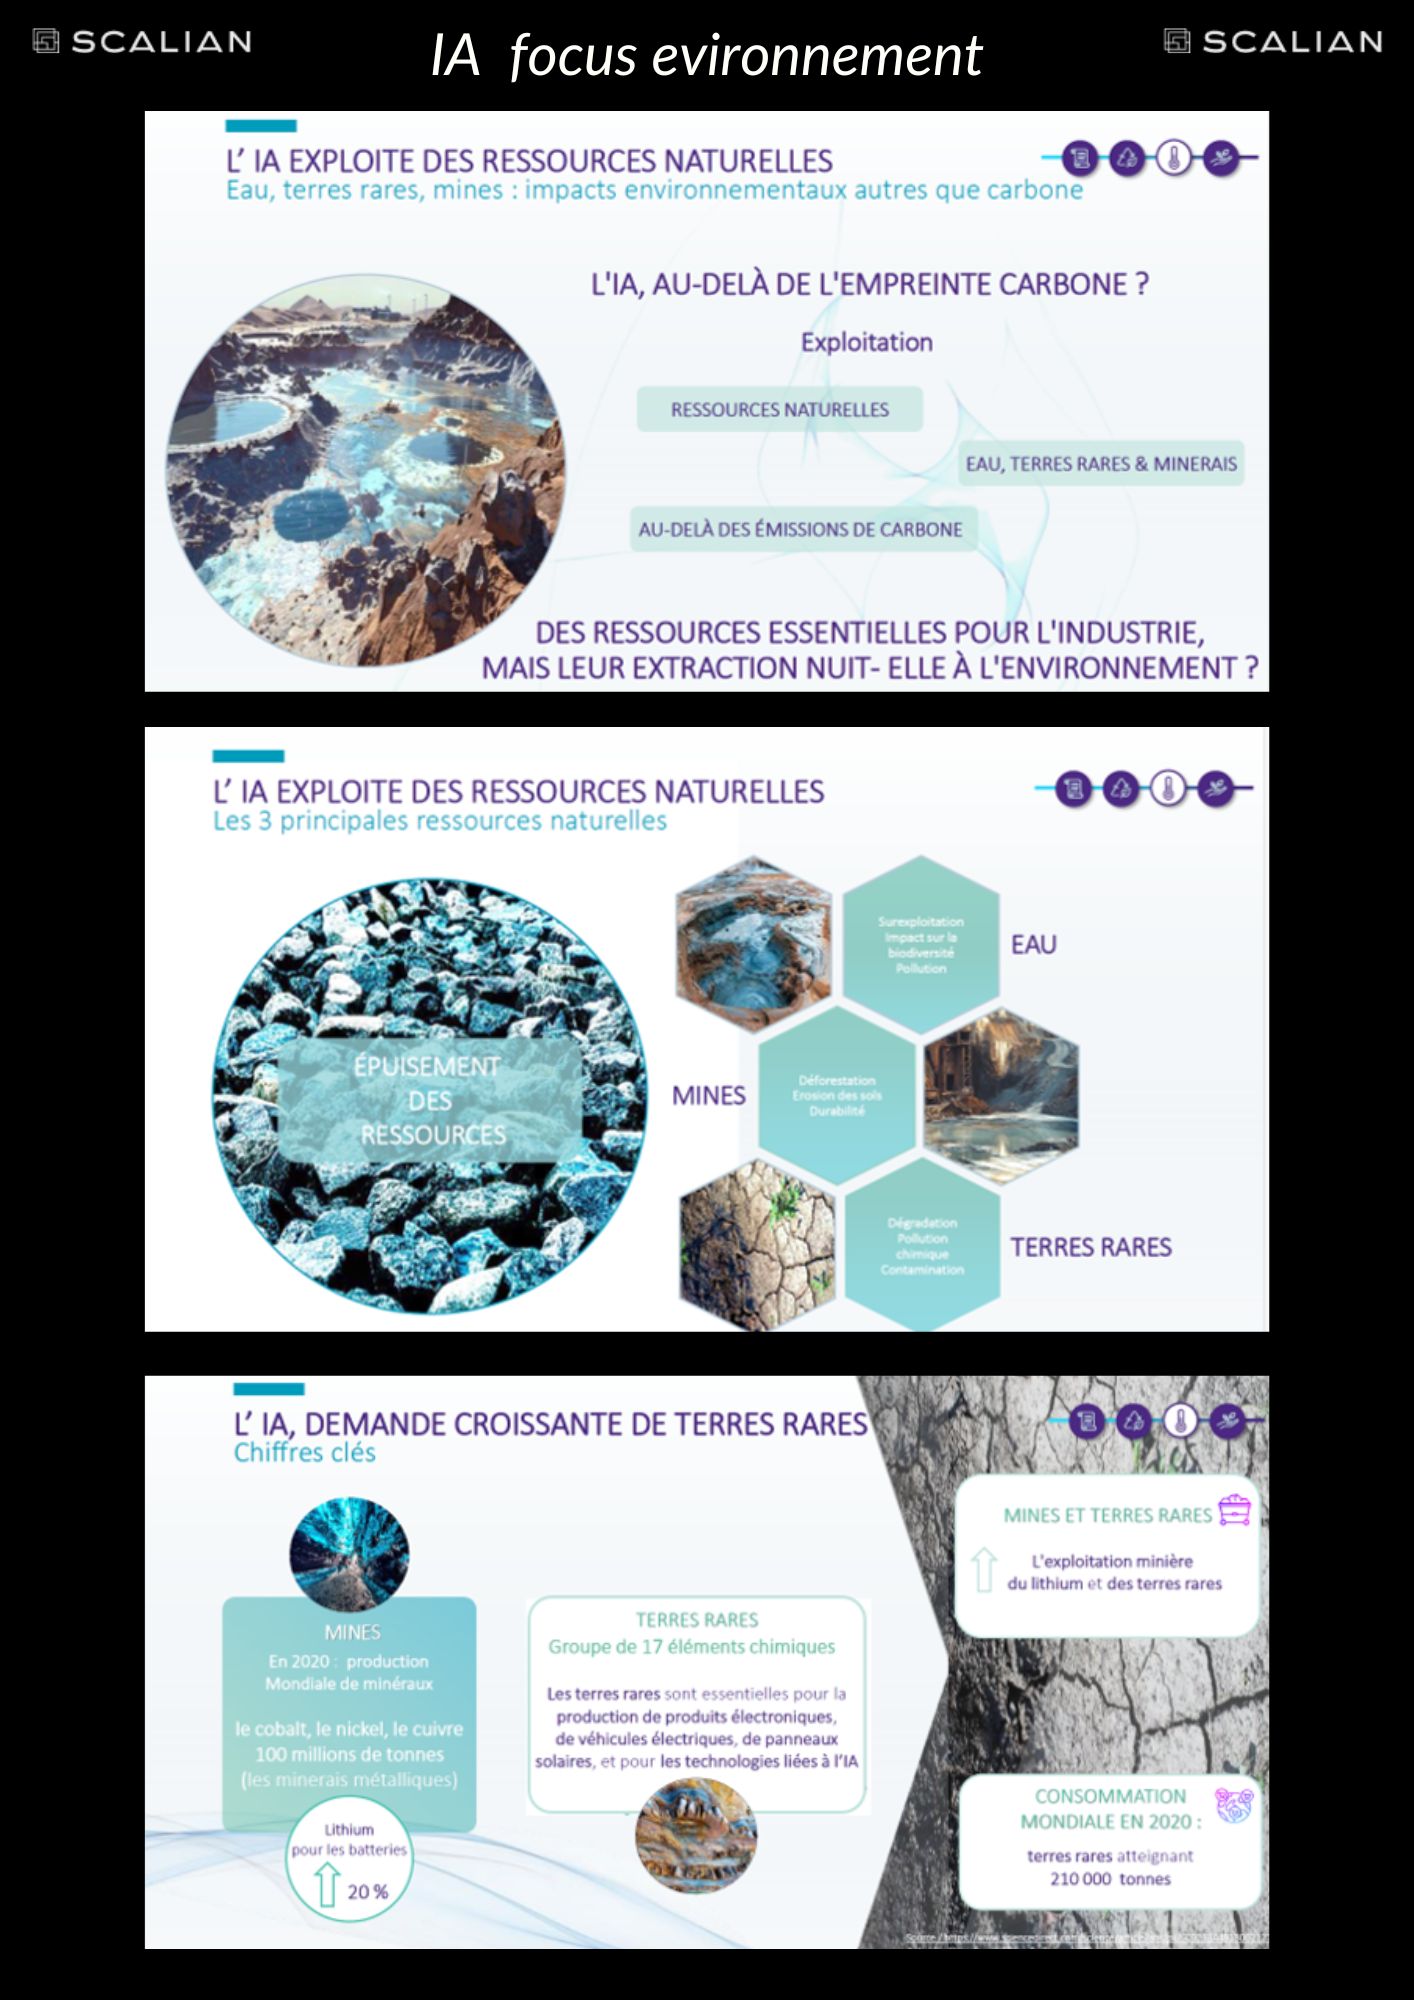 SCALIAN
IA focus evironnement
SCALIAN
L' IA EXPLOITE DES RESSOURCES NATURELLES
Eau, terres rares, mines : impacts environnementaux autres que carbone
L'IA, AU-DELÀ DE L'EMPREINTE CARBONE ?
Exploitation
RESSOURCES NATURELLES
EAU, TERRES RARES & MINERAIS
AU-DELÀ DES ÉMISSIONS DE CARBONE
DES RESSOURCES ESSENTIELLES POUR L'INDUSTRIE,
MAIS LEUR EXTRACTION NUIT- ELLE À L'ENVIRONNEMENT ?
L' IA EXPLOITE DES RESSOURCES NATURELLES
Les 3 principales ressources naturelles
ÉPUISEMENT
DES
RESSOURCES
Surexploitation
Impact sur la
biodiversité
Pollution
EAU
MINES
Déforestation
Erosion des sols
Durabilité
Dégradation
Pollution
chimique
Contamination
TERRES RARES
L' IA, DEMANDE CROISSANTE DE TERRES RARES
Chiffres clés
MINES
En 2020 : production
Mondiale de minéraux
le cobalt, le nickel, le cuivre
100 millions de tonnes
(les minerais métalliques)
Lithium
pour les batteries
20 %
TERRES RARES
Groupe de 17 éléments chimiques
Les terres rares sont essentielles pour la
production de produits électroniques,
de véhicules électriques, de panneaux
solaires, et pour les technologies liées à l'IA
MINES ET TERRES RARES
L'exploitation minière
du lithium et des terres rares
CONSOMMATION
MONDIALE EN 2020 :
terres rares atteignant
210 000 tonnes